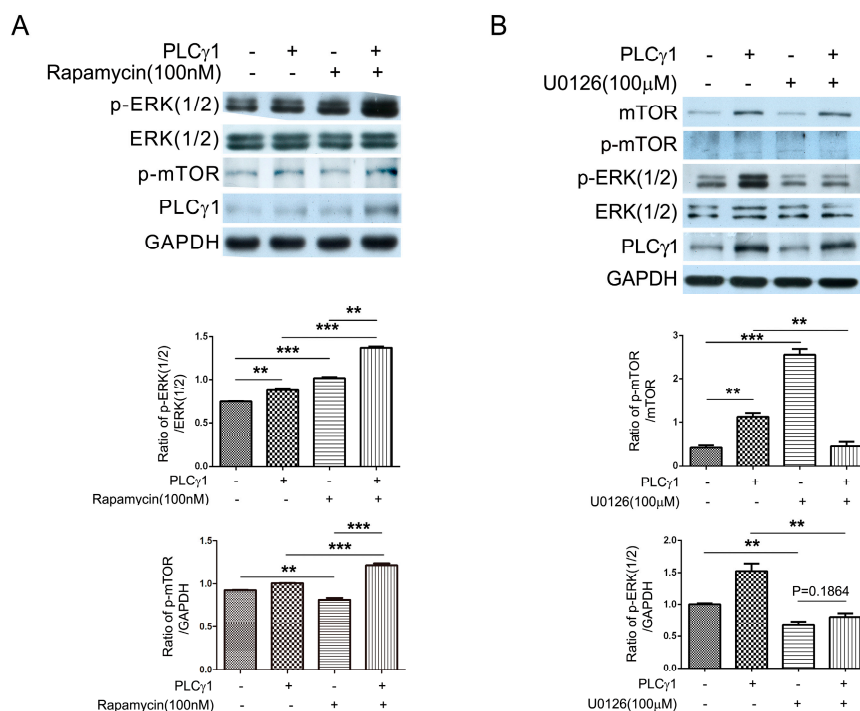 A
PLCγ1 - + - +
Rapamycin(100nM) - - + +
p-ERK(1/2)
ERK(1/2)
p-mTOR
PLCγ1
GAPDH
Ratio of p-ERK(1/2)
/ERK(1/2)
1.5
1.0
0.5
0.0
**
***
***
**
PLCγ1 - + - +
Rapamycin(100nM) - - + +
Ratio of p-mTOR
/GAPDH
1.5
1.0
0.5
0.0
***
***
**
PLCγ1 - + - +
Rapamycin(100nM) - - + +
B
PLCγ1 - + - +
U0126(100μM) - - + +
mTOR
p-mTOR
p-ERK(1/2)
ERK(1/2)
PLCγ1
GAPDH
Ratio of p-mTOR
/mTOR
3
2
1
0
**
***
**
PLCγ1 - + - +
U0126(100μM) - - + +
Ratio of p-ERK(1/2)
/GAPDH
2.0
1.5
1.0
0.5
0.0
**
**
P=0.1864
PLCγ1 - + - +
U0126(100μM) - - + +